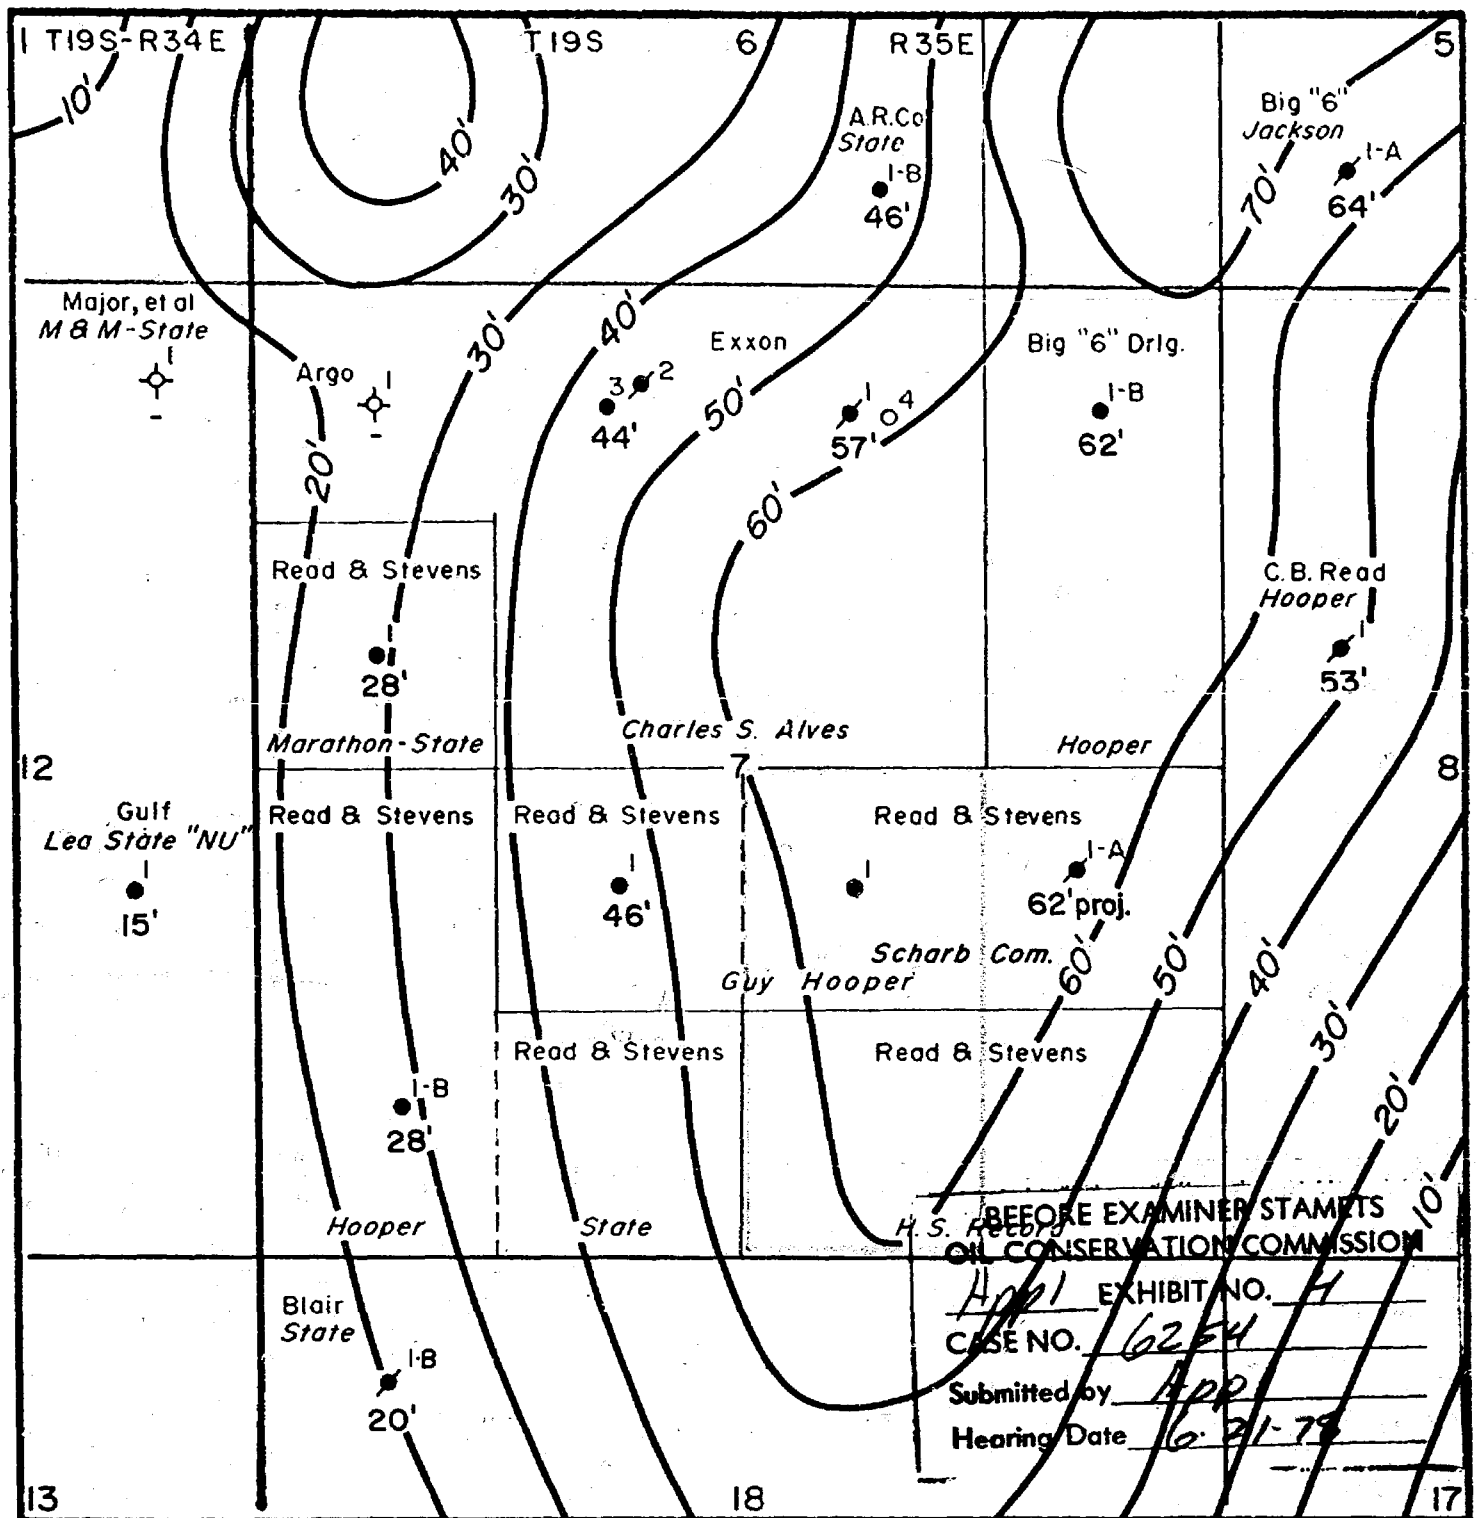 1 T19S-R34E T19S 6 R35E 5
10'
40'
30'
A.R.Co
State
1-B
46'
Big "6"
Jackson
1-A
64'
70'
Major, et al
M & M-State
1
-
Argo
1
-
30'
40'
Exxon
3 2
44'
50'
1 4
57'
Big "6" Drlg.
1-B
62'
20'
60'
Read & Stevens
1
28'
Marathon-State
Charles S. Alves
Hooper
C.B. Read
Hooper
1
53'
12 7 8
Gulf
Lea State "NU"
1
15'
Read & Stevens
Read & Stevens
1
46'
Read & Stevens
1
1-A
62' proj.
Scharb Com.
Guy Hooper
60' 50' 40' 30' 20' 10'
Read & Stevens
Read & Stevens
1-B
28'
Hooper
State
H.S. Record
Blair
State
1-B
20'
BEFORE EXAMINER STAMETS
OIL CONSERVATION COMMISSION
Appl EXHIBIT NO. 4
CASE NO. 6254
Submitted by App
Hearing Date 6-21-78
13 18 17